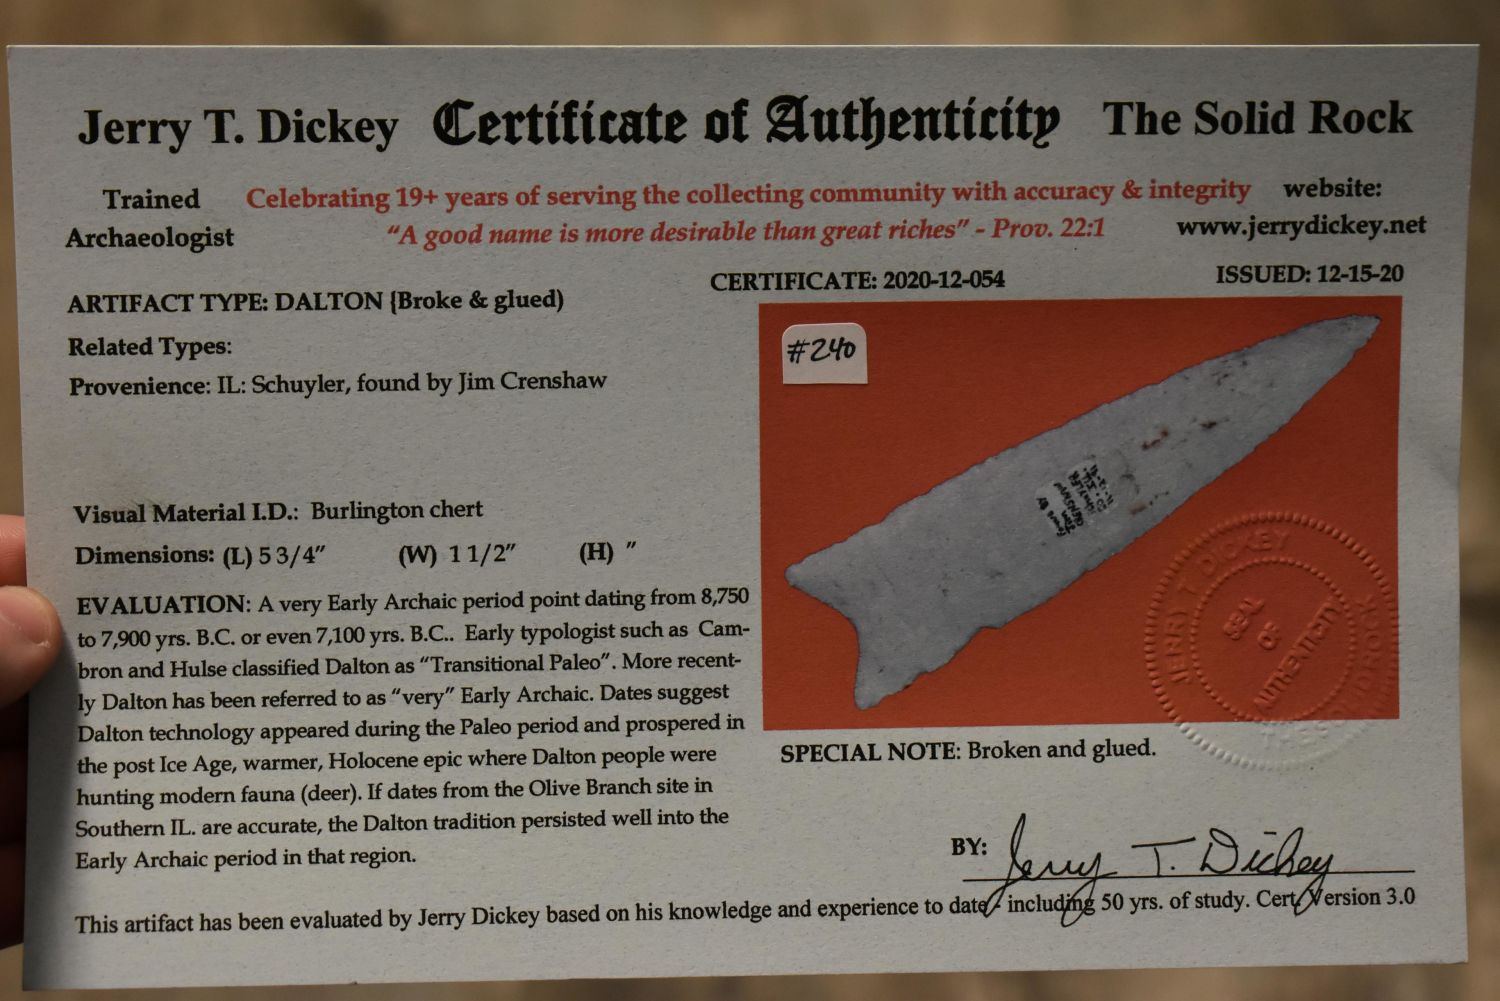 Jerry T. Dickey Certificate of Authenticity The Solid Rock
Trained Archaeologist
Celebrating 19+ years of serving the collecting community with accuracy & integrity
"A good name is more desirable than great riches" - Prov. 22:1
website:
www.jerrydickey.net
CERTIFICATE: 2020-12-054
ISSUED: 12-15-20
ARTIFACT TYPE: DALTON {Broke & glued)
Related Types:
Provenience: IL: Schuyler, found by Jim Crenshaw
Visual Material I.D.: Burlington chert
Dimensions: (L) 5 3/4" (W) 1 1/2" (H) "
EVALUATION: A very Early Archaic period point dating from 8,750
to 7,900 yrs. B.C. or even 7,100 yrs. B.C.. Early typologist such as Cam-
bron and Hulse classified Dalton as "Transitional Paleo". More recent-
ly Dalton has been referred to as "very" Early Archaic. Dates suggest
Dalton technology appeared during the Paleo period and prospered in
the post Ice Age, warmer, Holocene epic where Dalton people were
hunting modern fauna (deer). If dates from the Olive Branch site in
Southern IL. are accurate, the Dalton tradition persisted well into the
Early Archaic period in that region.
#240
Found by
Jim
Crenshaw
JERRY T DICKEY
SEAL
OF
AUTHENTICITY
SPECIAL NOTE: Broken and glued.
BY: Jerry T. Dickey
This artifact has been evaluated by Jerry Dickey based on his knowledge and experience to date - including 50 yrs. of study. Cert. Version 3.0